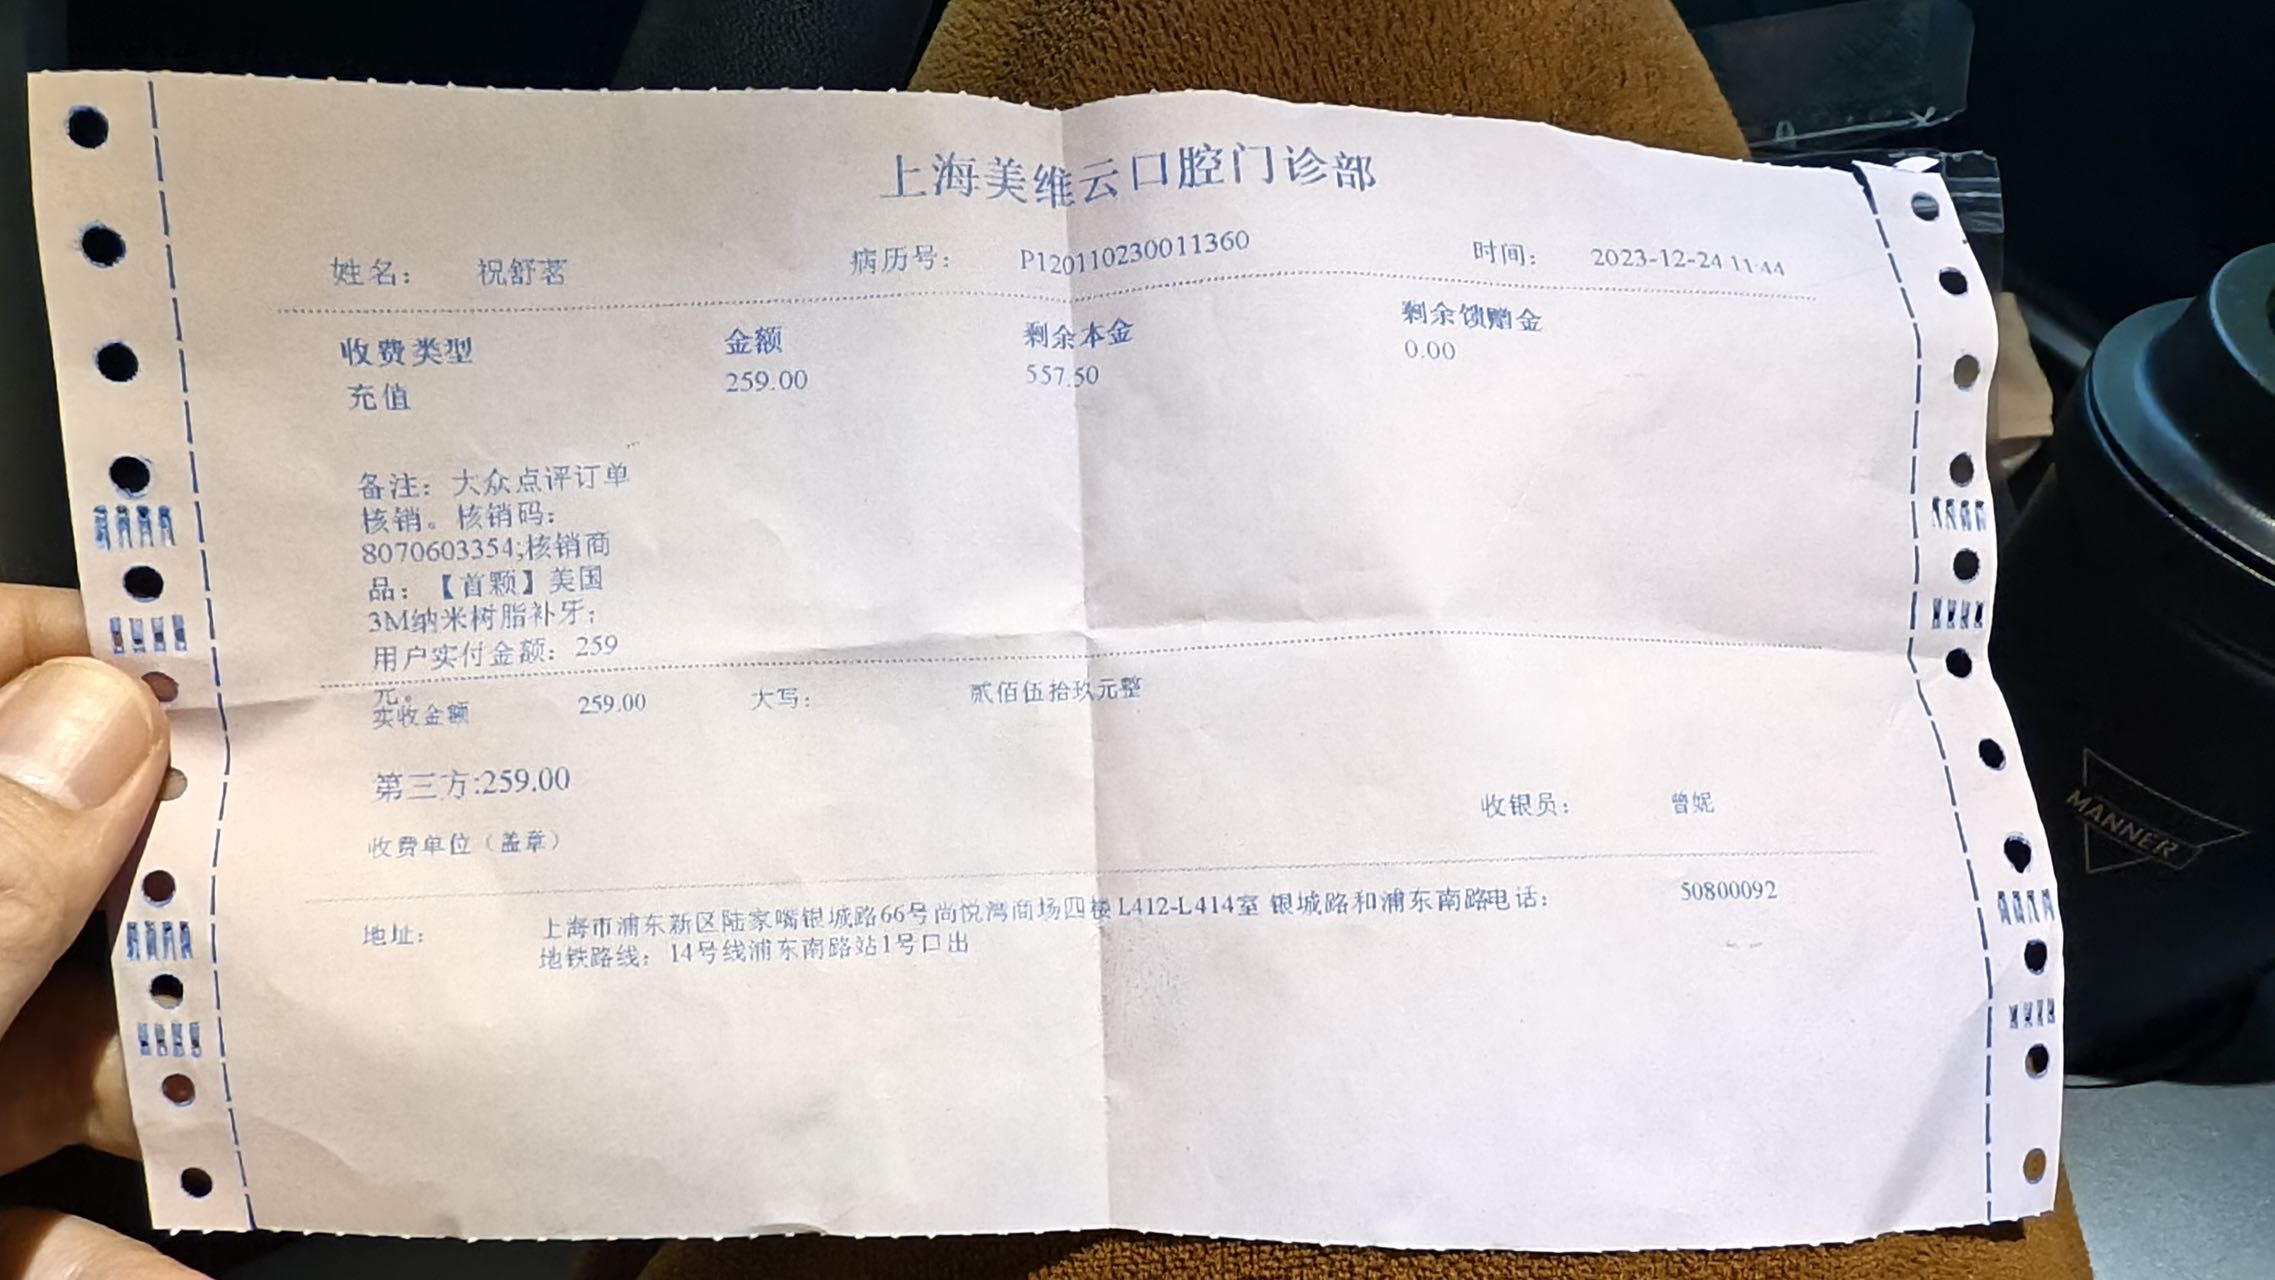 上海美维云口腔门诊部
姓名： 祝舒茗 病历号： P120110230011360 时间： 2023-12-24 11:44
收费类型 金额 剩余本金 剩余馈赠金
充值 259.00 557.50 0.00
备注：大众点评订单
核销。核销码：
8070603354;核销商
品：【首颗】美国
3M纳米树脂补牙；
用户实付金额：259
元。
实收金额 259.00 大写： 贰佰伍拾玖元整
第三方:259.00
收银员： 曾妮
收费单位（盖章）
地址： 上海市浦东新区陆家嘴银城路66号尚悦湾商场四楼L412-L414室 银城路和浦东南路电话： 50800092
地铁路线：14号线浦东南路站1号口出
MANNER